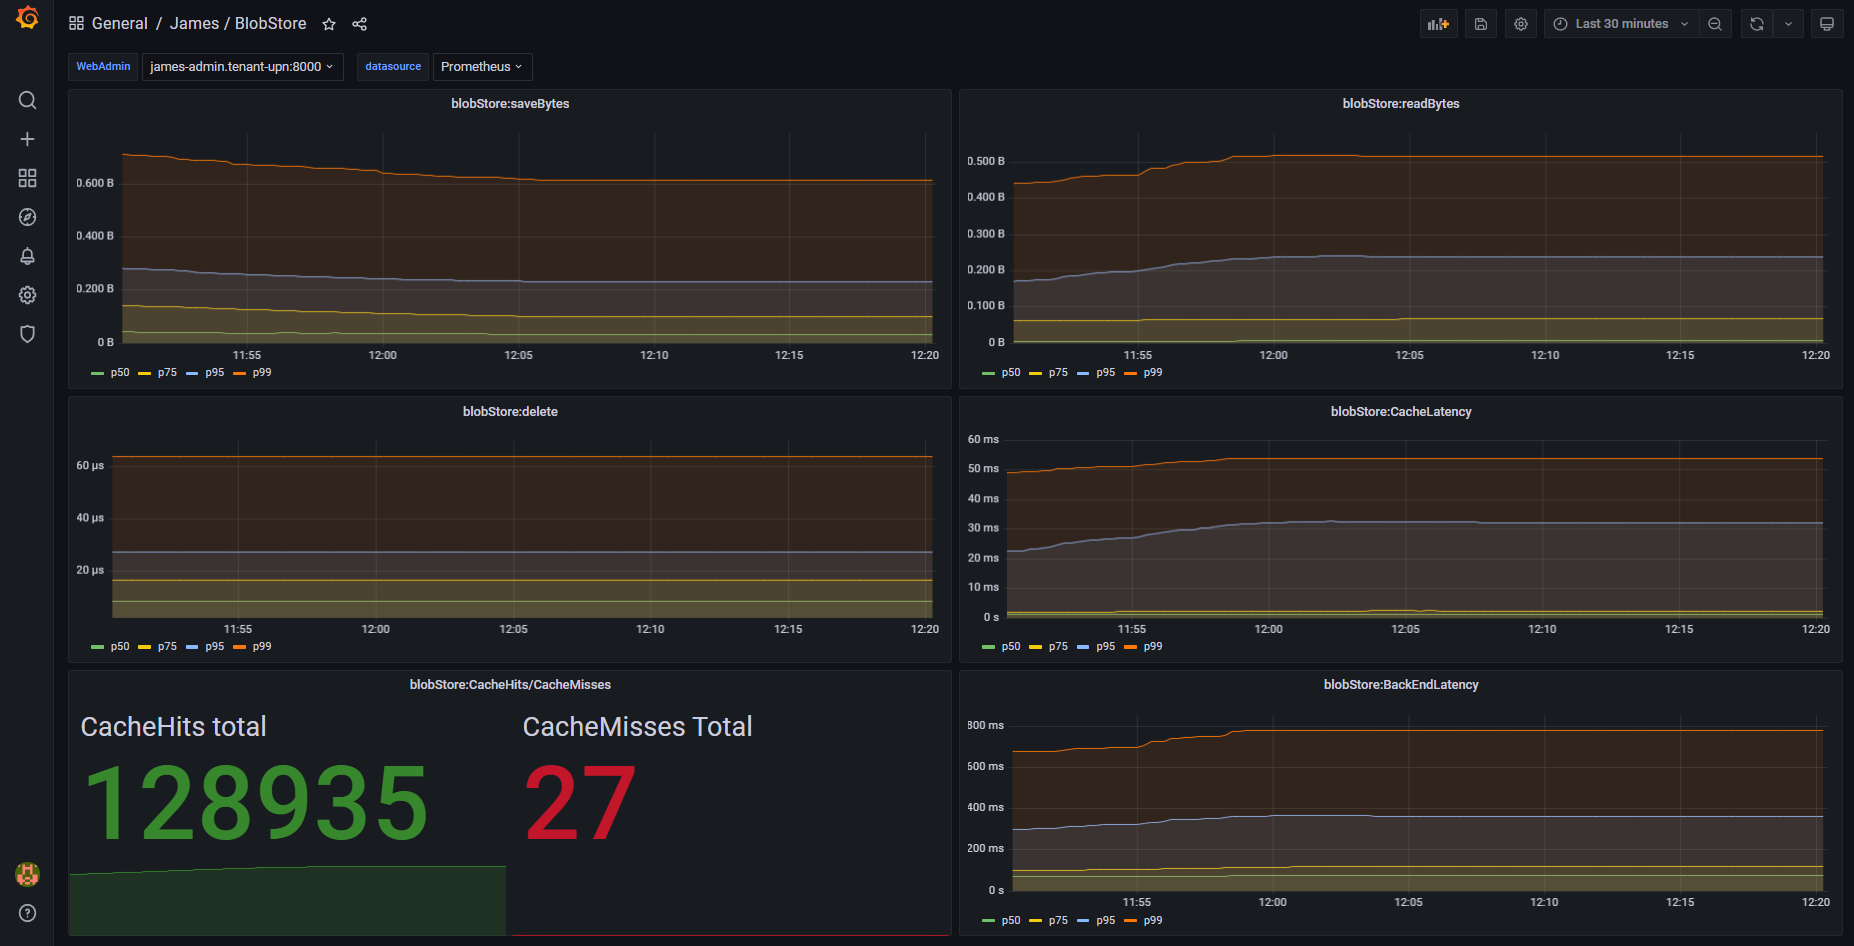 General / James / BlobStore
Last 30 minutes
WebAdmin james-admin.tenant-upn:8000 datasource Prometheus
blobStore:saveBytes
0.600 B
0.400 B
0.200 B
0 B
11:55 12:00 12:05 12:10 12:15 12:20
p50 p75 p95 p99
blobStore:readBytes
0.500 B
0.400 B
0.300 B
0.200 B
0.100 B
0 B
11:55 12:00 12:05 12:10 12:15 12:20
p50 p75 p95 p99
blobStore:delete
60 µs
40 µs
20 µs
11:55 12:00 12:05 12:10 12:15 12:20
p50 p75 p95 p99
blobStore:CacheLatency
60 ms
50 ms
40 ms
30 ms
20 ms
10 ms
0 s
11:55 12:00 12:05 12:10 12:15 12:20
p50 p75 p95 p99
blobStore:CacheHits/CacheMisses
CacheHits total
128935
CacheMisses Total
27
blobStore:BackEndLatency
800 ms
600 ms
400 ms
200 ms
0 s
11:55 12:00 12:05 12:10 12:15 12:20
p50 p75 p95 p99